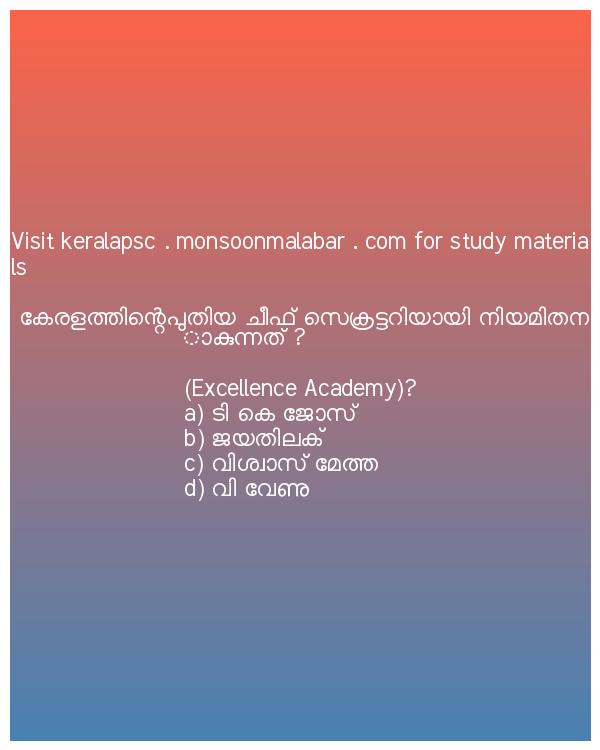 Visit keralapsc . monsoonmalabar . com for study materia
ls
കേരളത്തിന്റെപുതിയ ചീഫ് സെക്രട്ടറിയായി നിയമിതന
ാകുന്നത് ?
(Excellence Academy)?
a) ടി കെ ജോസ്
b) ജയതിലക്
c) വിശ്വാസ് മേത്ത
d) വി വേണു